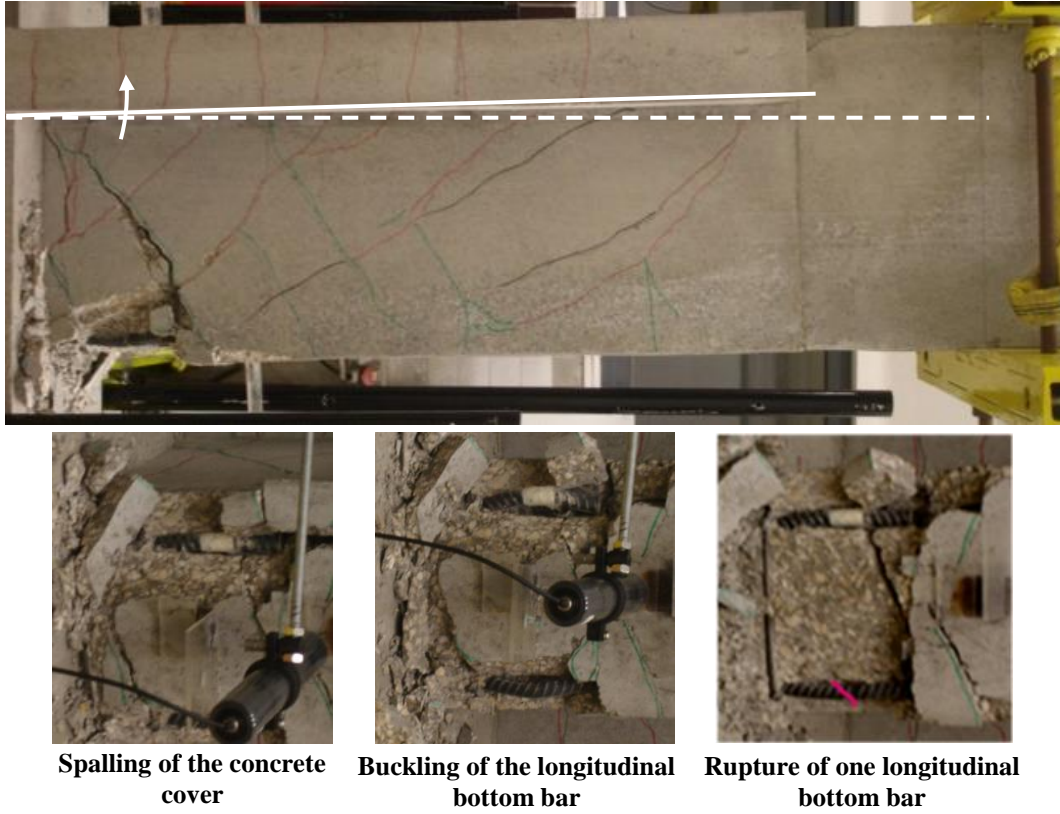 Spalling of the concrete
cover
Buckling of the longitudinal
bottom bar
Rupture of one longitudinal
bottom bar